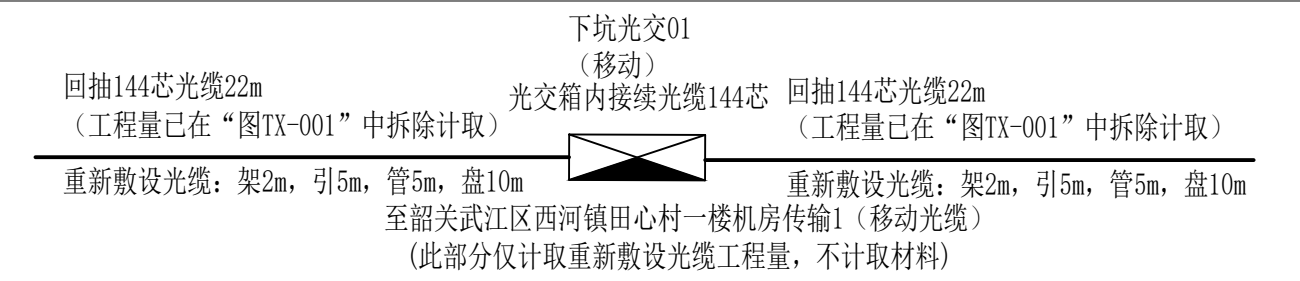 下坑光交01
（移动）
光交箱内接续光缆144芯
回抽144芯光缆22m
（工程量已在“图TX-001”中拆除计取）
重新敷设光缆：架2m，引5m，管5m，盘10m
回抽144芯光缆22m
（工程量已在“图TX-001”中拆除计取）
重新敷设光缆：架2m，引5m，管5m，盘10m
至韶关武江区西河镇田心村一楼机房传输1（移动光缆）
(此部分仅计取重新敷设光缆工程量，不计取材料)